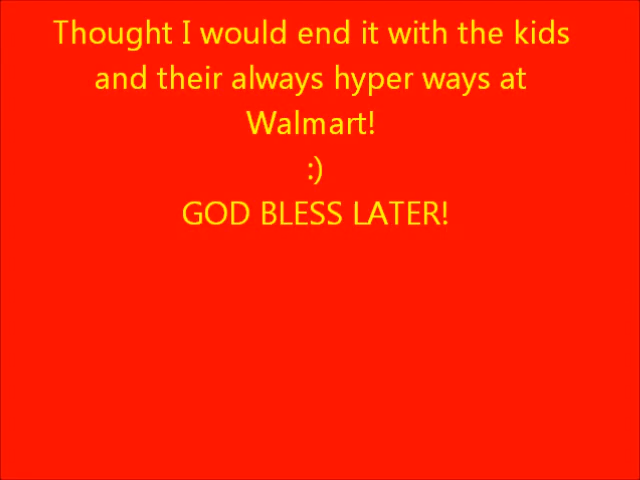 Thought I would end it with the kids
and their always hyper ways at
Walmart!
:)
GOD BLESS LATER!